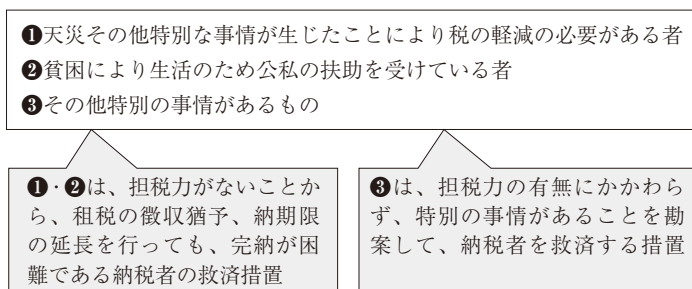 ❶天災その他特別な事情が生じたことにより税の軽減の必要がある者
❷貧困により生活のため公私の扶助を受けている者
❸その他特別の事情があるもの
❶・❷は、担税力がないことか
ら、租税の徴収猶予、納期限
の延長を行っても、完納が困
難である納税者の救済措置
❸は、担税力の有無にかかわら
ず、特別の事情があることを勘
案して、納税者を救済する措置